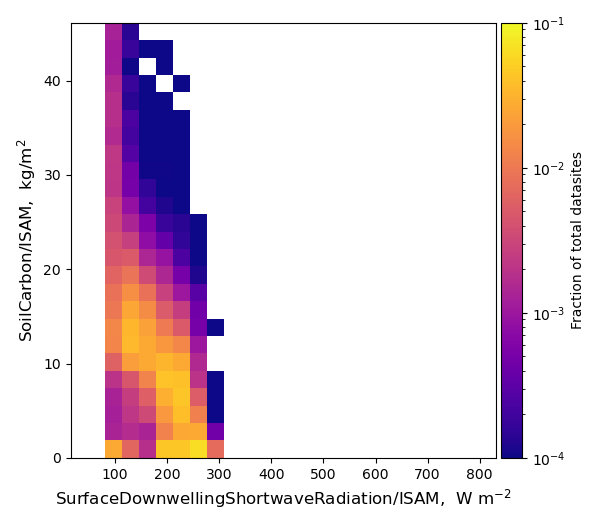 40
30
20
10
0
100 200 300 400 500 600 700 800
SoilCarbon/ISAM, kg/m²
SurfaceDownwellingShortwaveRadiation/ISAM, W m⁻²
10⁻¹
10⁻²
10⁻³
10⁻⁴
Fraction of total datasites